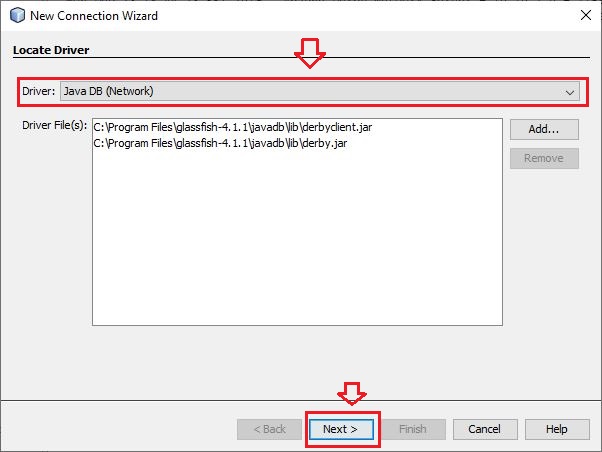 New Connection Wizard
Locate Driver
Driver: Java DB (Network)
Driver File(s): C:\Program Files\glassfish-4.1.1\javadb\lib\derbyclient.jar
C:\Program Files\glassfish-4.1.1\javadb\lib\derby.jar
Add...
Remove
< Back Next > Finish Cancel Help